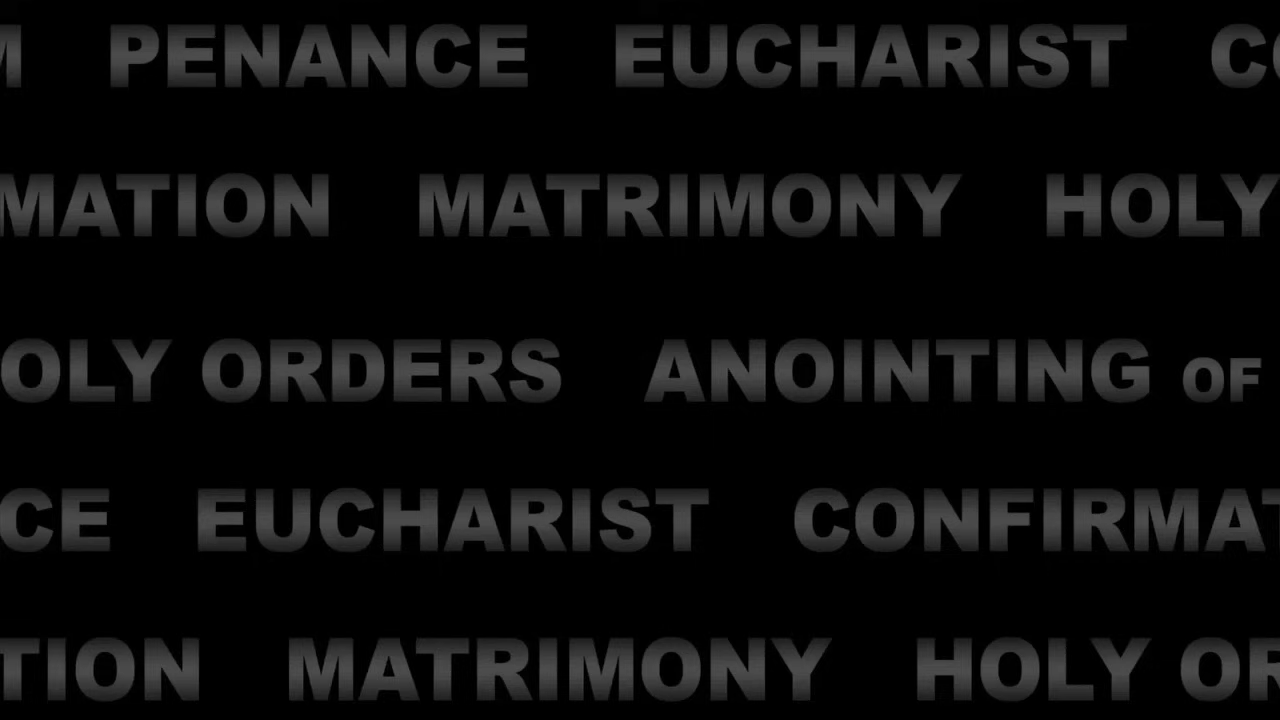 M PENANCE EUCHARIST CO
MATION MATRIMONY HOLY
OLY ORDERS ANOINTING OF
CE EUCHARIST CONFIRMAT
TION MATRIMONY HOLY OR